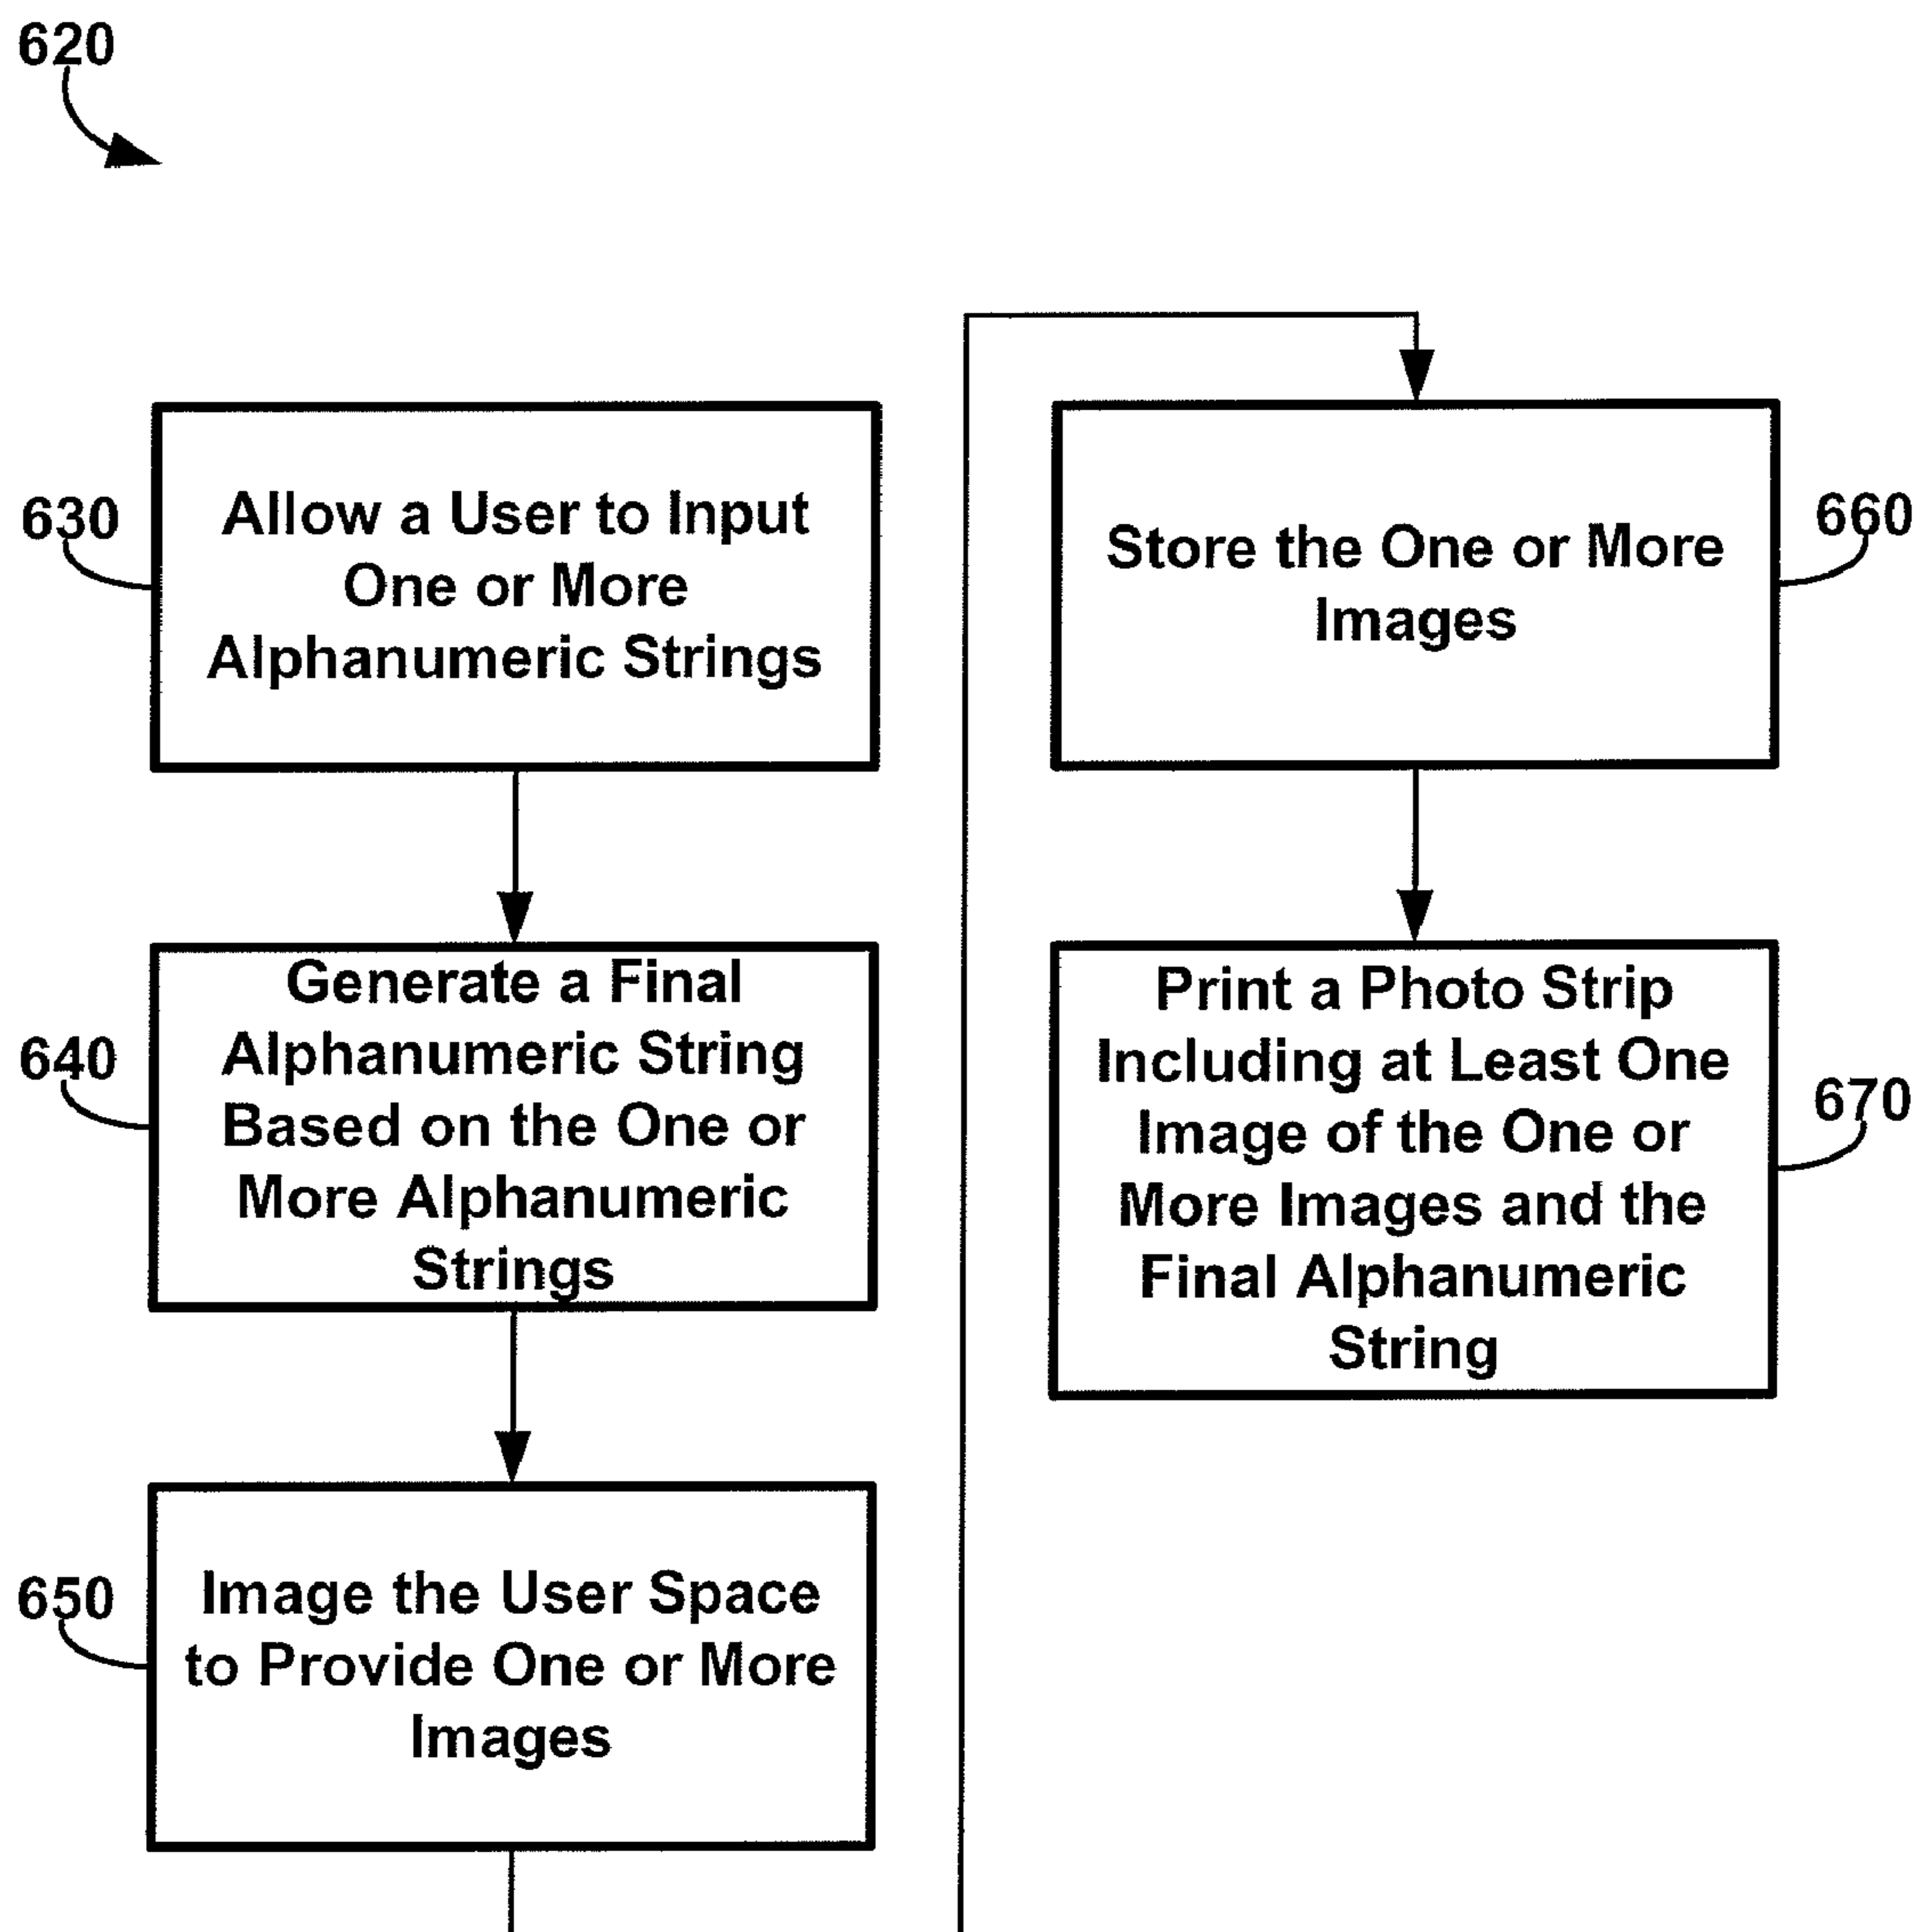 620
630
Allow a User to Input
One or More
Alphanumeric Strings
640
Generate a Final
Alphanumeric String
Based on the One or
More Alphanumeric
Strings
650
Image the User Space
to Provide One or More
Images
660
Store the One or More
Images
670
Print a Photo Strip
Including at Least One
Image of the One or
More Images and the
Final Alphanumeric
String